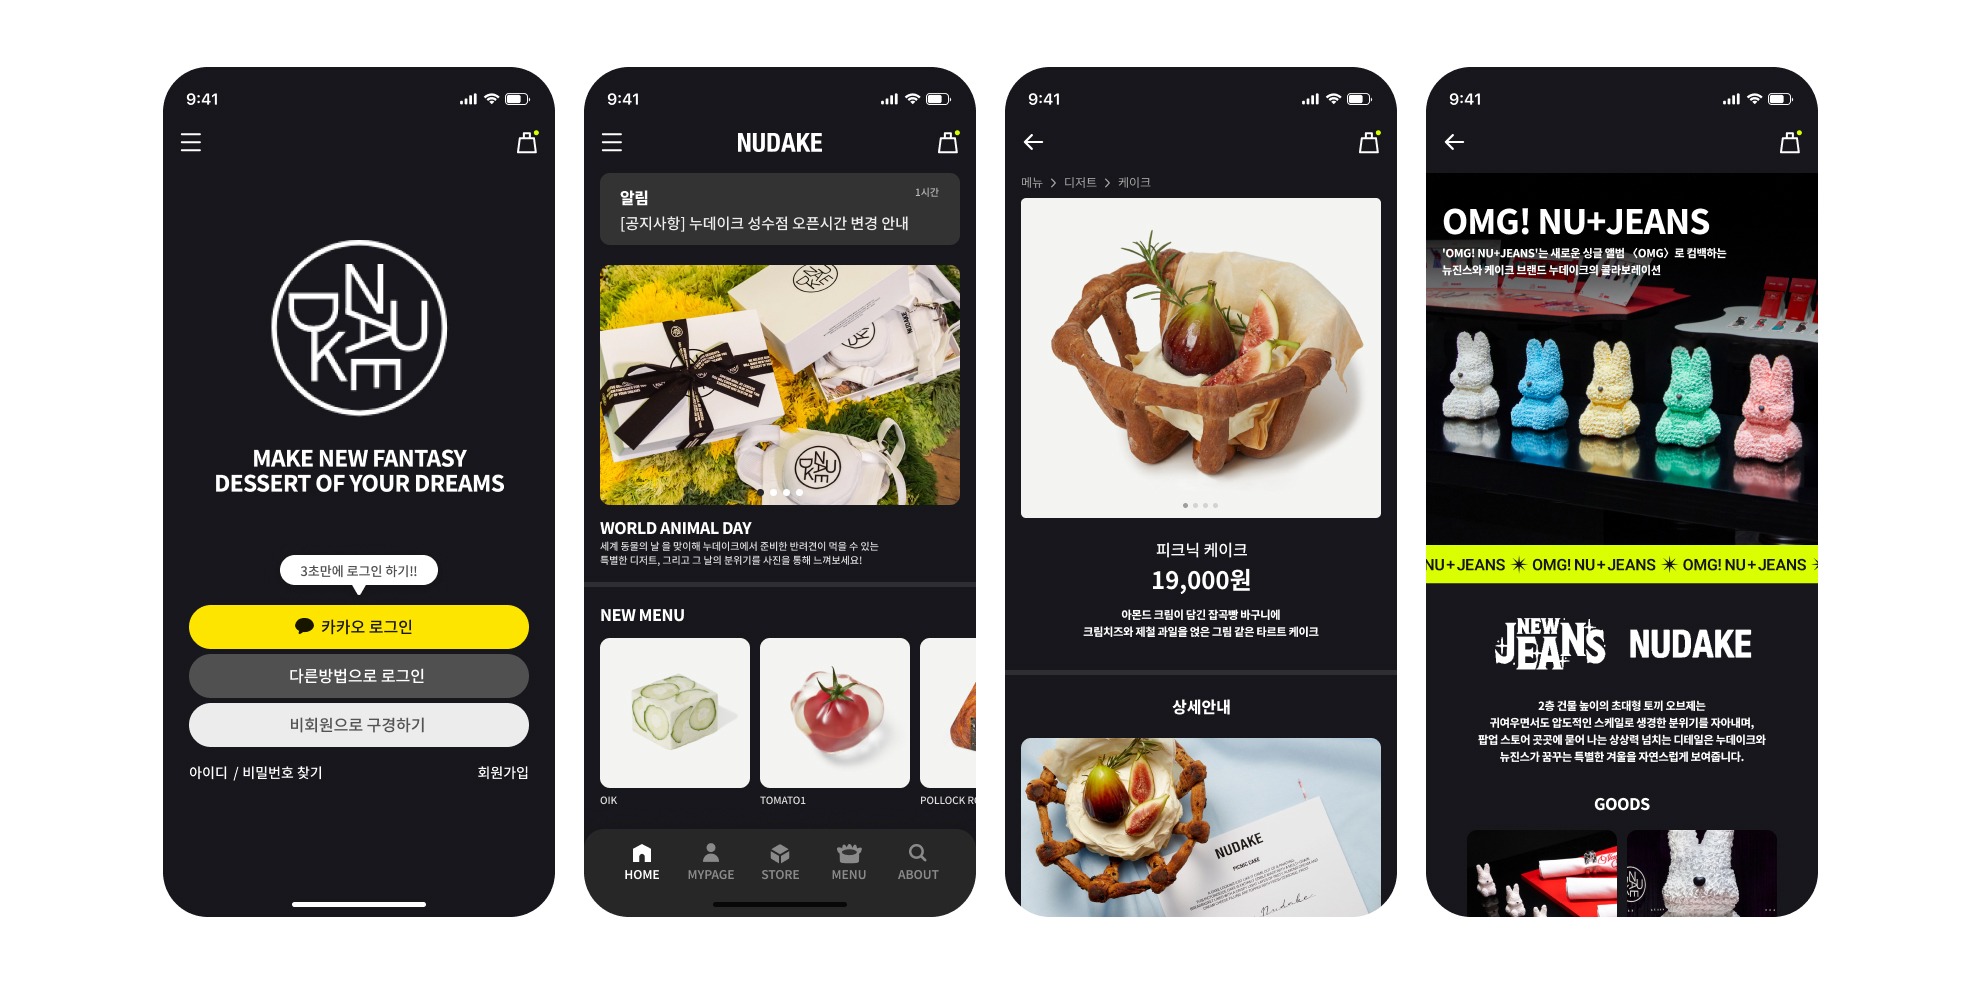 9:41
NUDAKE
MAKE NEW FANTASY
DESSERT OF YOUR DREAMS
3초만에 로그인 하기!!
카카오 로그인
다른방법으로 로그인
비회원으로 구경하기
아이디 / 비밀번호 찾기
회원가입
9:41
NUDAKE
알림
1시간
[공지사항] 누데이크 성수점 오픈시간 변경 안내
NUDAKE
WORLD ANIMAL DAY
세계 동물의 날 을 맞이해 누데이크에서 준비한 반려견이 먹을 수 있는
특별한 디저트, 그리고 그 날의 분위기를 사진을 통해 느껴보세요!
NEW MENU
OIK
TOMATO1
POLLOCK
HOME
MYPAGE
STORE
MENU
ABOUT
9:41
메뉴 > 디저트 > 케이크
피크닉 케이크
19,000원
아몬드 크림이 담긴 잡곡빵 바구니에
크림치즈와 제철 과일을 얹은 그림 같은 타르트 케이크
상세안내
NUDAKE
PICNIC CAKE
Nudake.
9:41
OMG! NU+JEANS
'OMG! NU+JEANS'는 새로운 싱글 앨범 〈OMG〉로 컴백하는
뉴진스와 케이크 브랜드 누데이크의 콜라보레이션
NU+JEANS ✴ OMG! NU+JEANS ✴ OMG! NU+JEANS
NEW
JEANS
NUDAKE
2층 건물 높이의 초대형 토끼 오브제는
귀여우면서도 압도적인 스케일로 생경한 분위기를 자아내며,
팝업 스토어 곳곳에 묻어 나는 상상력 넘치는 디테일은 누데이크와
뉴진스가 꿈꾸는 특별한 겨울을 자연스럽게 보여줍니다.
GOODS